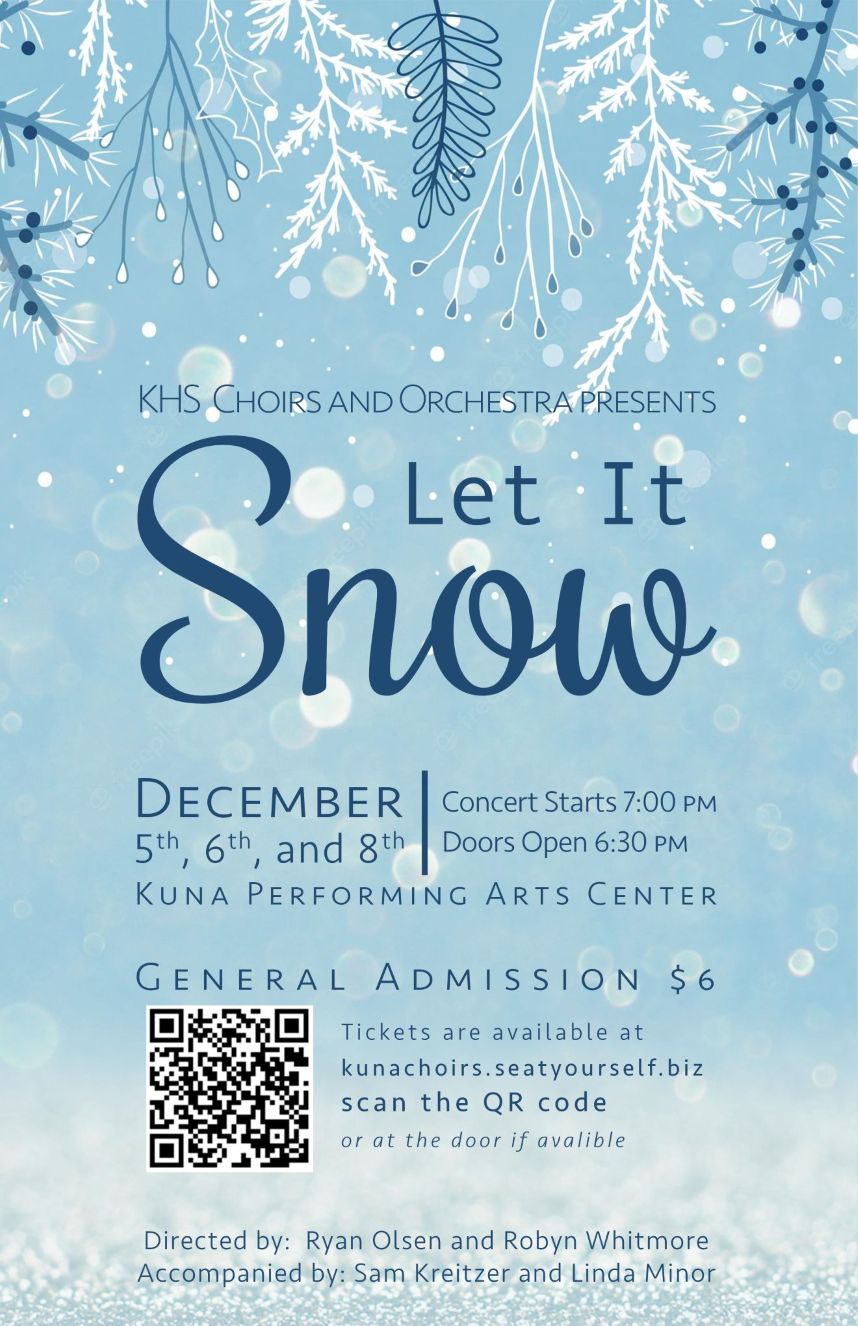 KHS Choirs and Orchestra presents
Let It
Snow
December
5th, 6th, and 8th
Concert Starts 7:00 PM
Doors Open 6:30 PM
Kuna Performing Arts Center
General Admission $6
Tickets are available at
kunachoirs.seatyourself.biz
scan the QR code
or at the door if avalible
Directed by: Ryan Olsen and Robyn Whitmore
Accompanied by: Sam Kreitzer and Linda Minor